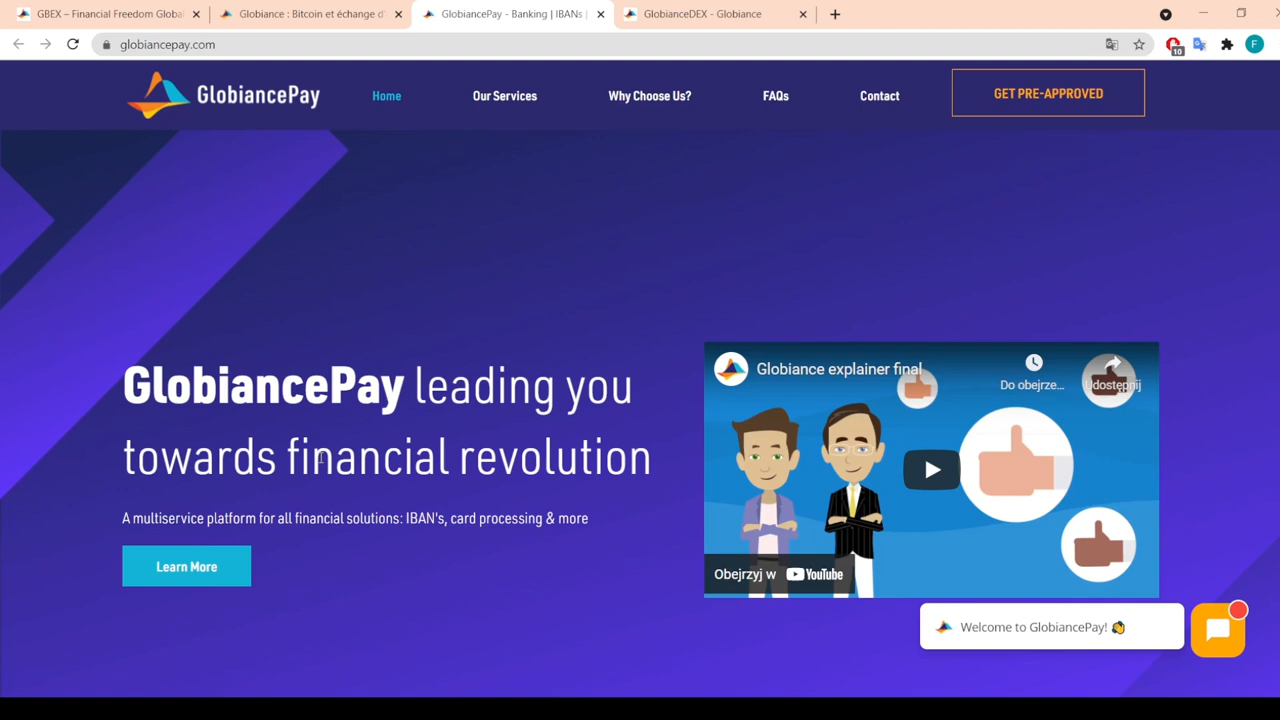 GBEX – Financial Freedom Global
Globiance : Bitcoin et échange d'
GlobiancePay - Banking | IBANs |
GlobianceDEX - Globiance
globiancepay.com
10
F
GlobiancePay
Home
Our Services
Why Choose Us?
FAQs
Contact
GET PRE-APPROVED
GlobiancePay leading you
towards financial revolution
A multiservice platform for all financial solutions: IBAN's, card processing & more
Learn More
Globiance explainer final
Do obejrze...
Udostępnij
Obejrzyj w YouTube
Welcome to GlobiancePay!